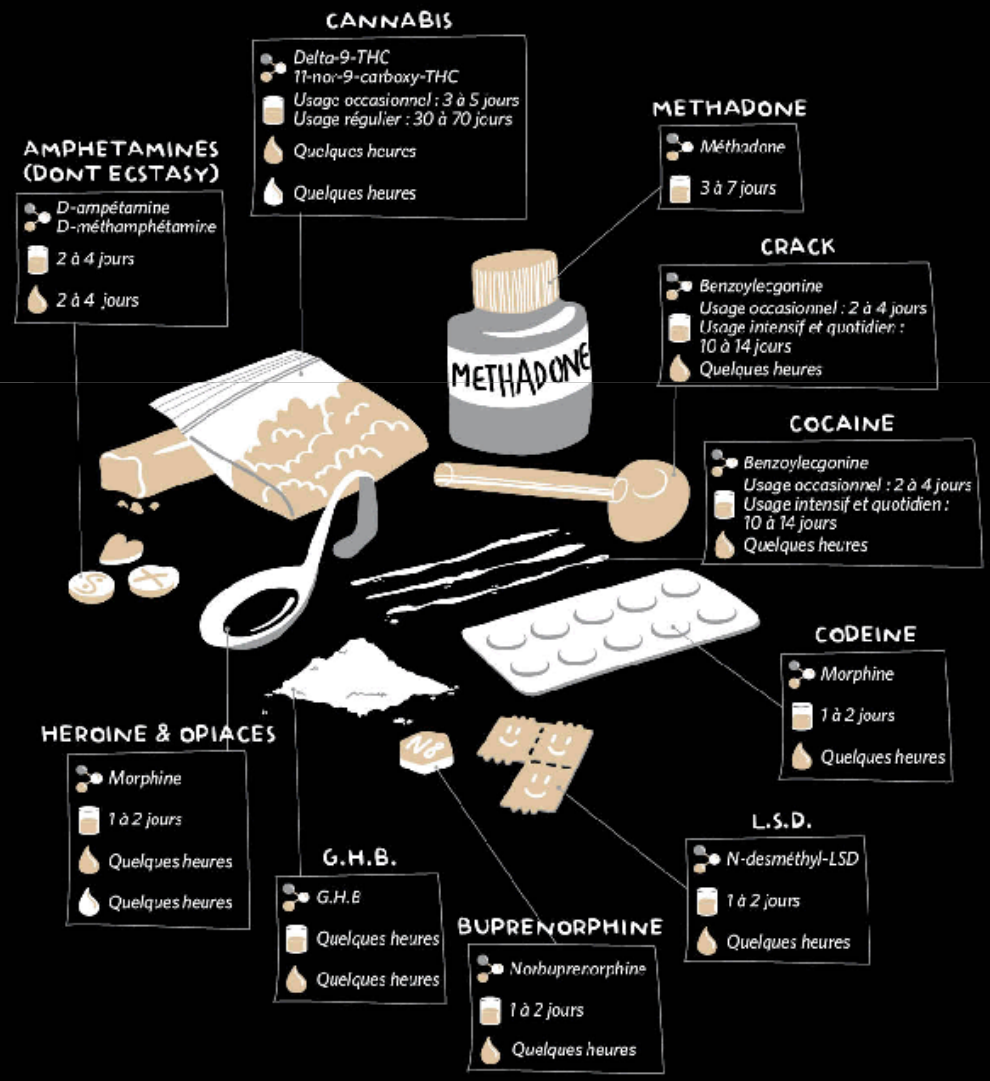 CANNABIS
Delta-9-THC
11-nor-9-carboxy-THC
Usage occasionnel : 3 à 5 jours
Usage régulier : 30 à 70 jours
Quelques heures
Quelques heures
METHADONE
Méthadone
3 à 7 jours
AMPHETAMINES
(DONT ECSTASY)
D-ampétamine
D-méthamphétamine
2 à 4 jours
2 à 4 jours
CRACK
Benzoylecgonine
Usage occasionnel : 2 à 4 jours
Usage intensif et quotidien :
10 à 14 jours
Quelques heures
METHADONE
COCAINE
Benzoylecgonine
Usage occasionnel : 2 à 4 jours
Usage intensif et quotidien :
10 à 14 jours
Quelques heures
CODEINE
Morphine
1 à 2 jours
Quelques heures
HEROINE & OPIACES
Morphine
1 à 2 jours
Quelques heures
Quelques heures
N8
L.S.D.
N-desméthyl-LSD
1 à 2 jours
Quelques heures
G.H.B.
G.H.B
Quelques heures
Quelques heures
BUPRENORPHINE
Norbuprenorphine
1 à 2 jours
Quelques heures